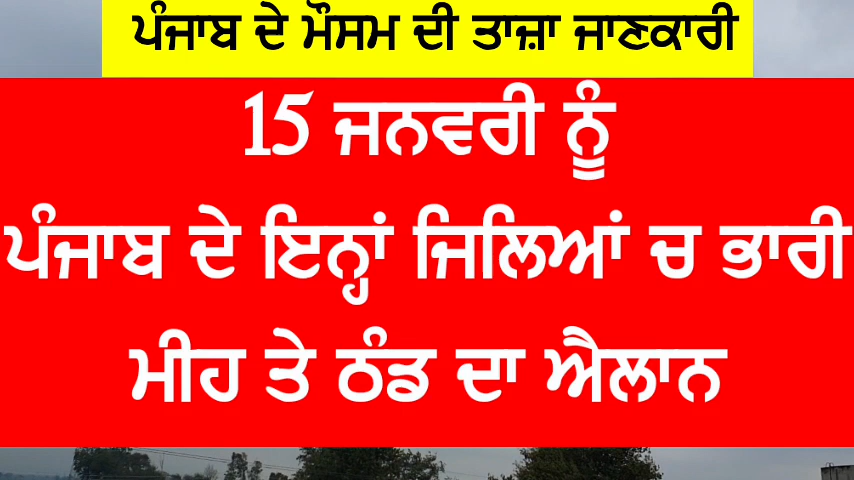 ਪੰਜਾਬ ਦੇ ਮੌਸਮ ਦੀ ਤਾਜ਼ਾ ਜਾਣਕਾਰੀ
15 ਜਨਵਰੀ ਨੂੰ
ਪੰਜਾਬ ਦੇ ਇਨ੍ਹਾਂ ਜਿਲਿਆਂ ਚ ਭਾਰੀ
ਮੀਹ ਤੇ ਠੰਡ ਦਾ ਐਲਾਨ